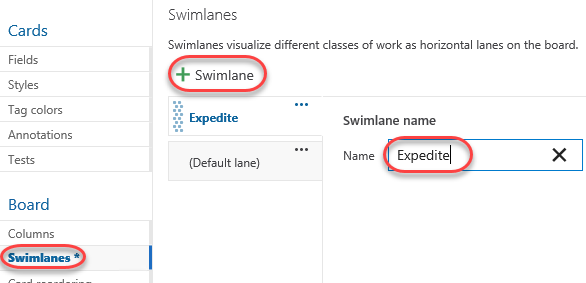 Cards
Fields
Styles
Tag colors
Annotations
Tests
Board
Columns
Swimlanes *
Card reordering
Swimlanes
Swimlanes visualize different classes of work as horizontal lanes on the board.
+ Swimlane
Expedite
(Default lane)
Swimlane name
Name Expedite